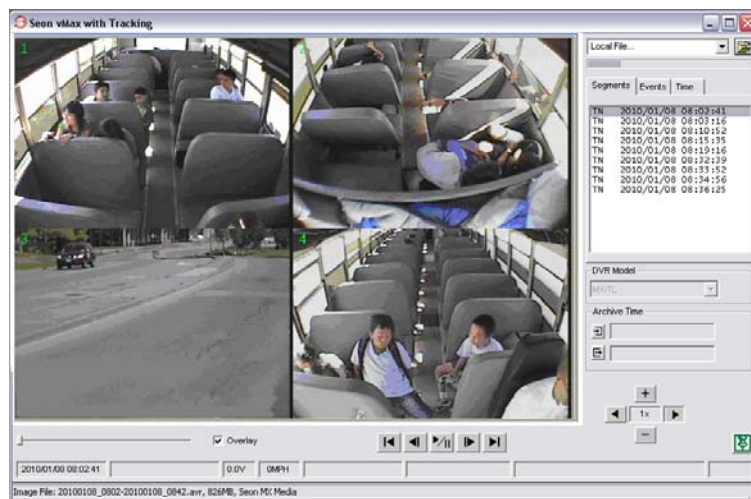 Seon vMax with Tracking
1
2
3
4
Local File...
Segments Events Time
TN 2010/01/08 08:02:41
TN 2010/01/08 08:03:16
TN 2010/01/08 08:10:52
TN 2010/01/08 08:15:35
TN 2010/01/08 08:19:16
TN 2010/01/08 08:32:39
TN 2010/01/08 08:33:52
TN 2010/01/08 08:34:56
TN 2010/01/08 08:36:25
DVR Model
MX/TL
Archive Time
1x
Overlay
2010/01/08 08:02:41 0.0V 0MPH
Image File: 20100108_0802-20100108_0842.avr, 826MB, Seon MX Media